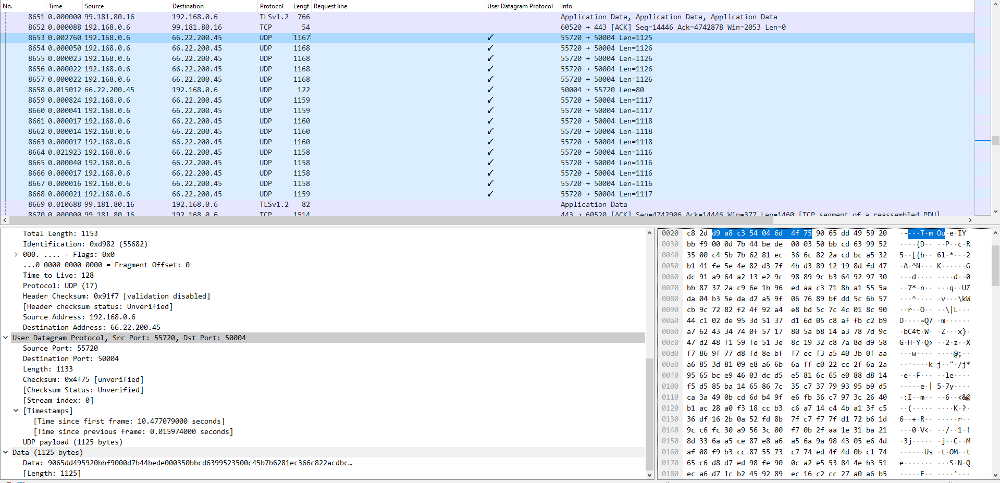 No. Time Source Destination Protocol Lengt Request line User Datagram Protocol Info
8651 0.000000 99.181.80.16 192.168.0.6 TLSv1.2 766 Application Data, Application Data, Application Data
8652 0.000088 192.168.0.6 99.181.80.16 TCP 54 60520 → 443 [ACK] Seq=14446 Ack=4742878 Win=2053 Len=0
8653 0.002760 192.168.0.6 66.22.200.45 UDP 1167 ✓ 55720 → 50004 Len=1125
8654 0.000050 192.168.0.6 66.22.200.45 UDP 1168 ✓ 55720 → 50004 Len=1126
8655 0.000023 192.168.0.6 66.22.200.45 UDP 1168 ✓ 55720 → 50004 Len=1126
8656 0.000022 192.168.0.6 66.22.200.45 UDP 1168 ✓ 55720 → 50004 Len=1126
8657 0.000022 192.168.0.6 66.22.200.45 UDP 1168 ✓ 55720 → 50004 Len=1126
8658 0.015012 66.22.200.45 192.168.0.6 UDP 122 ✓ 50004 → 55720 Len=80
8659 0.000824 192.168.0.6 66.22.200.45 UDP 1159 ✓ 55720 → 50004 Len=1117
8660 0.000041 192.168.0.6 66.22.200.45 UDP 1159 ✓ 55720 → 50004 Len=1117
8661 0.000017 192.168.0.6 66.22.200.45 UDP 1160 ✓ 55720 → 50004 Len=1118
8662 0.000014 192.168.0.6 66.22.200.45 UDP 1160 ✓ 55720 → 50004 Len=1118
8663 0.000017 192.168.0.6 66.22.200.45 UDP 1160 ✓ 55720 → 50004 Len=1118
8664 0.021923 192.168.0.6 66.22.200.45 UDP 1158 ✓ 55720 → 50004 Len=1116
8665 0.000040 192.168.0.6 66.22.200.45 UDP 1158 ✓ 55720 → 50004 Len=1116
8666 0.000017 192.168.0.6 66.22.200.45 UDP 1158 ✓ 55720 → 50004 Len=1116
8667 0.000016 192.168.0.6 66.22.200.45 UDP 1158 ✓ 55720 → 50004 Len=1116
8668 0.000021 192.168.0.6 66.22.200.45 UDP 1159 ✓ 55720 → 50004 Len=1117
8669 0.010688 99.181.80.16 192.168.0.6 TLSv1.2 82 Application Data
8670 0.000000 99.181.80.16 192.168.0.6 TCP 1514 443 → 60520 [ACK] Seq=4742906 Ack=14446 Win=377 Len=1460 [TCP segment of a reassembled PDU]
Total Length: 1153
Identification: 0xd982 (55682)
000. .... = Flags: 0x0
...0 0000 0000 0000 = Fragment Offset: 0
Time to Live: 128
Protocol: UDP (17)
Header Checksum: 0x91f7 [validation disabled]
[Header checksum status: Unverified]
Source Address: 192.168.0.6
Destination Address: 66.22.200.45
User Datagram Protocol, Src Port: 55720, Dst Port: 50004
Source Port: 55720
Destination Port: 50004
Length: 1133
Checksum: 0x4f75 [unverified]
[Checksum Status: Unverified]
[Stream index: 0]
[Timestamps]
[Time since first frame: 10.477079000 seconds]
[Time since previous frame: 0.015974000 seconds]
UDP payload (1125 bytes)
Data (1125 bytes)
Data: 9065dd495920bbf9000d7b44bede000350bbcd6399523500c45b7b6281ec366c822acdbc…
[Length: 1125]
0020 c8 2d d9 a8 c3 54 04 6d 4f 75 90 65 dd 49 59 20 ·-···T·m Ou·e·IY
0030 bb f9 00 0d 7b 44 be de 00 03 50 bb cd 63 99 52 ····{D·· ··P··c·R
0040 35 00 c4 5b 7b 62 81 ec 36 6c 82 2a cd bc a5 32 5··[{b·· 6l·*···2
0050 b1 41 fe 5e 4e 82 d3 7f 4b d3 89 12 19 8d fd 47 ·A·^N··· K······G
0060 dc 91 a9 64 a2 13 e2 9c 98 89 9c b3 64 92 97 30 ···d···· ····d··0
0070 bb 87 37 2a c9 6e 1b 96 ed aa c3 71 8b a1 55 5a ··7*·n·· ···q··UZ
0080 da 04 b3 5e da d2 a5 9f 06 76 89 bf dd 5c 6b 57 ···^···· ·v···\kW
0090 cb 9c 72 82 f2 4f 92 a4 e8 bd 5c 7c 4c 01 8c 90 ··r··O·· ··\|L···
00a0 44 c1 02 de 95 3d 51 37 d1 6d 05 c8 af fb c2 b9 D····=Q7 ·m······
00b0 a7 62 43 34 74 0f 57 17 80 5a b8 14 a3 78 7d 9c ·bC4t·W· ·Z···x}·
00c0 47 d2 48 f1 59 fe 51 3e 8c 19 32 c8 7a 8d d9 58 G·H·Y·Q> ··2·z··X
00d0 f7 86 9f 77 d8 fd 8e bf f7 ec f3 a5 40 3b 0f aa ···w···· ····@;··
00e0 a6 85 3d 81 09 e8 a6 6b 6a ff c0 22 cc 2f 6a 2a ··=····k j··"·/j*
00f0 95 65 bc e9 46 03 dc d5 e5 81 6c 65 e0 88 d8 14 ·e··F··· ··le····
0100 f5 d5 85 ba 14 65 86 7c 35 c7 37 79 93 95 b9 d5 ·····e·| 5·7y····
0110 ca 3a 49 0b cd 6d b4 9f e6 fb 36 c7 97 3c 26 40 ·:I··m·· ··6··<&@
0120 b1 ac 28 a0 f3 18 cc b3 c6 a7 14 c4 4b a1 3f c5 ··(····· ····K·?·
0130 36 df 16 2b 0a 52 fd 8b 7f c7 f7 7f d1 72 b6 1d 6··+·R·· ·····r··
0140 9c c6 fc 30 a9 56 3c 00 f7 0b 2f aa 1e 31 ba 21 ···0·V<· ··/··1·!
0150 8d 33 6a a5 ce 87 e8 a6 a5 6a 9a 98 43 05 e6 4d ·3j····· ·j··C··M
0160 af 08 f9 b3 cc 87 55 73 c7 74 ed 4f 4d 0b c1 74 ······Us ·t·OM··t
0170 65 c6 d8 d7 ed 98 fe 90 0c a2 e5 53 84 4e b3 51 e······· ···S·N·Q
0180 ec a6 d7 1c b2 45 92 89 ec 16 c2 cc 27 a0 a6 b5 ·····E·· ····'···